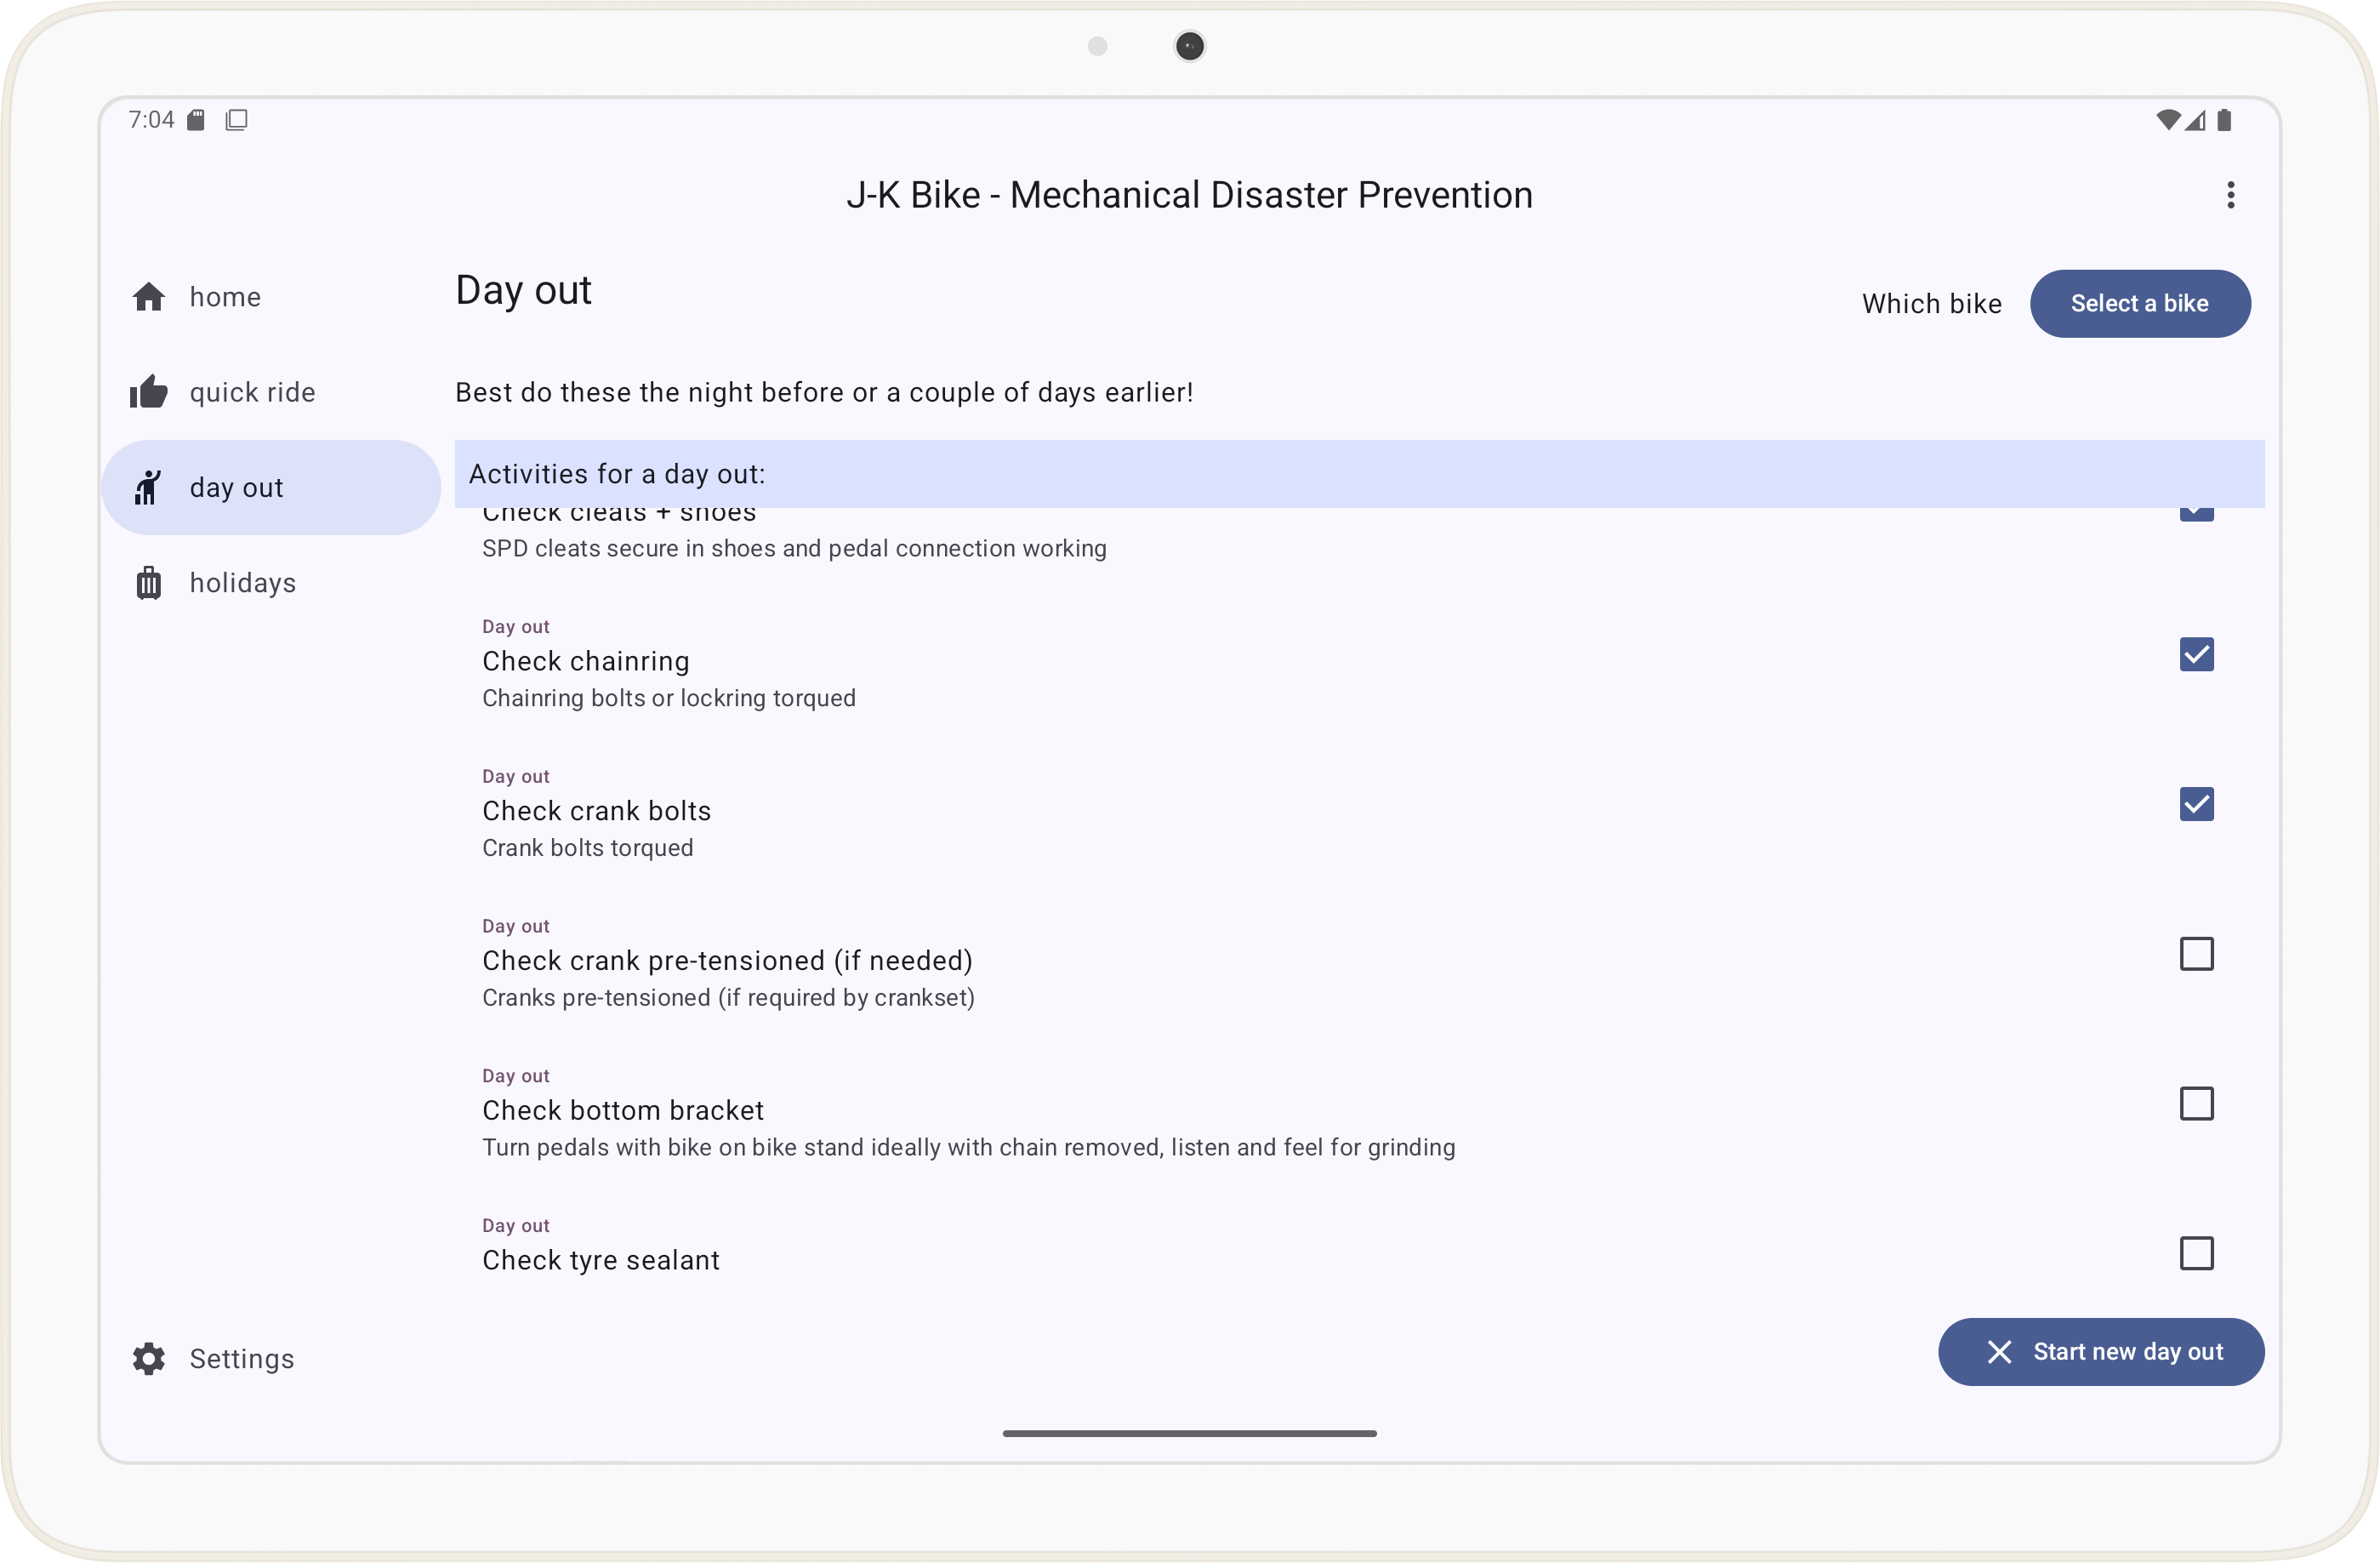 7:04
J-K Bike - Mechanical Disaster Prevention
home
quick ride
day out
holidays
Settings
Day out
Which bike
Select a bike
Best do these the night before or a couple of days earlier!
Activities for a day out:
Check cleats + shoes
SPD cleats secure in shoes and pedal connection working
Day out
Check chainring
Chainring bolts or lockring torqued
Day out
Check crank bolts
Crank bolts torqued
Day out
Check crank pre-tensioned (if needed)
Cranks pre-tensioned (if required by crankset)
Day out
Check bottom bracket
Turn pedals with bike on bike stand ideally with chain removed, listen and feel for grinding
Day out
Check tyre sealant
Start new day out